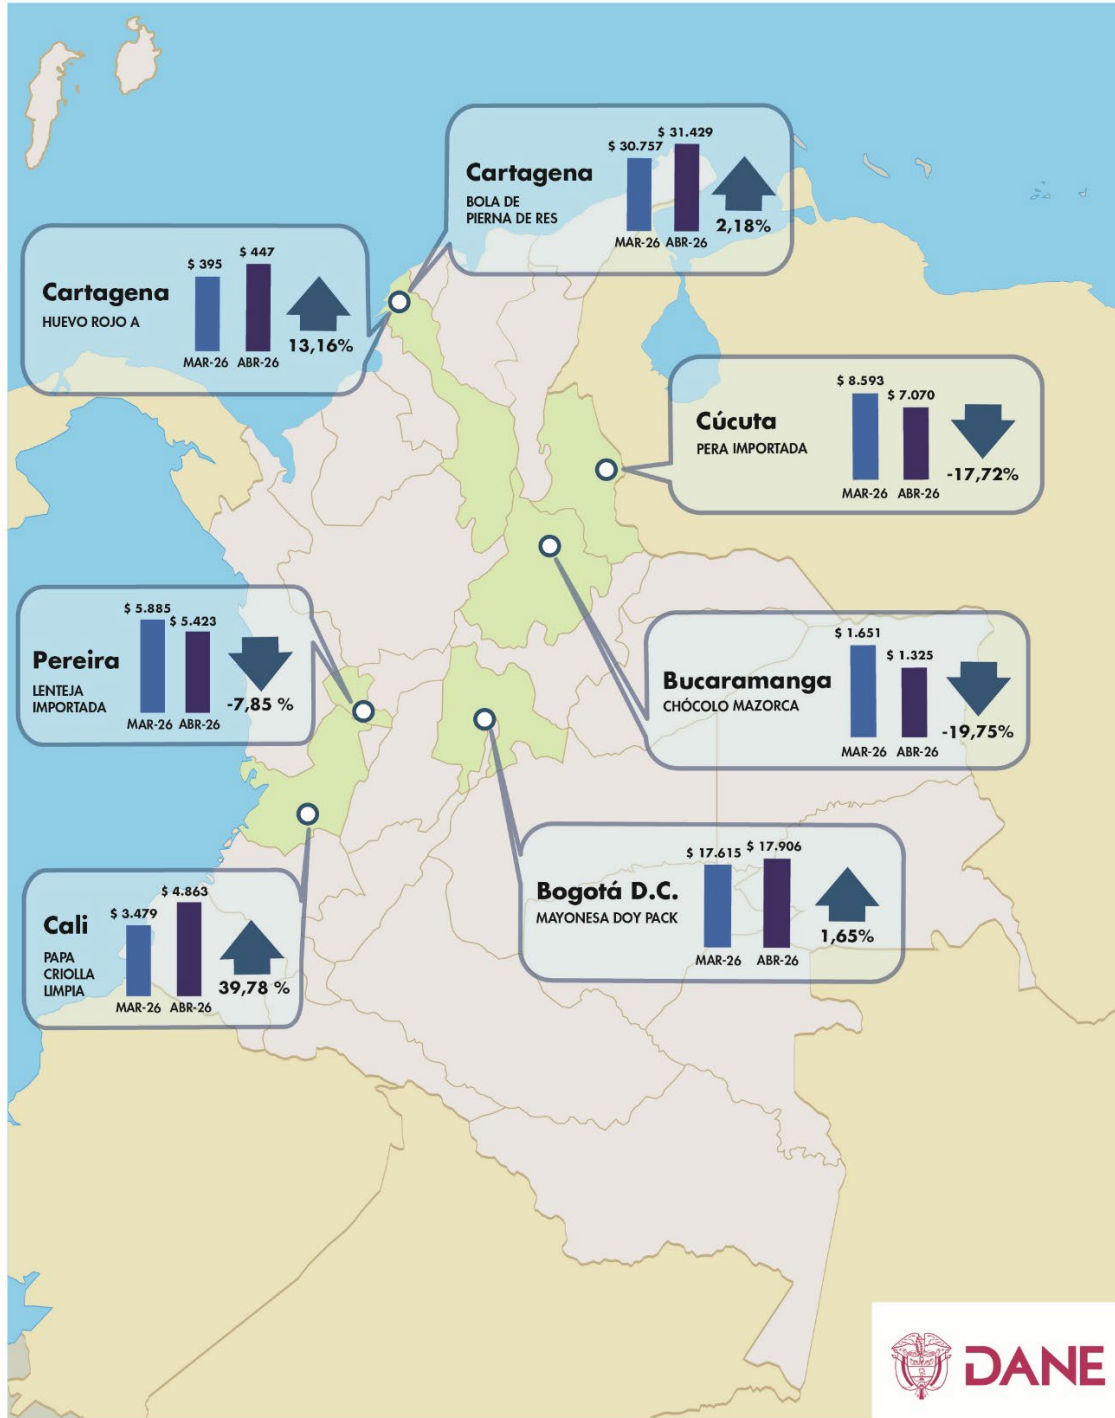 Cartagena
BOLA DE
PIERNA DE RES
$ 30.757
$ 31.429
MAR-26
ABR-26
2,18%
Cartagena
HUEVO ROJO A
$ 395
$ 447
MAR-26
ABR-26
13,16%
Cúcuta
PERA IMPORTADA
$ 8.593
$ 7.070
MAR-26
ABR-26
-17,72%
Pereira
LENTEJA
IMPORTADA
$ 5.885
$ 5.423
MAR-26
ABR-26
-7,85 %
Bucaramanga
CHÓCOLO MAZORCA
$ 1.651
$ 1.325
MAR-26
ABR-26
-19,75%
Bogotá D.C.
MAYONESA DOY PACK
$ 17.615
$ 17.906
MAR-26
ABR-26
1,65%
Cali
PAPA
CRIOLLA
LIMPIA
$ 3.479
$ 4.863
MAR-26
ABR-26
39,78 %
DANE